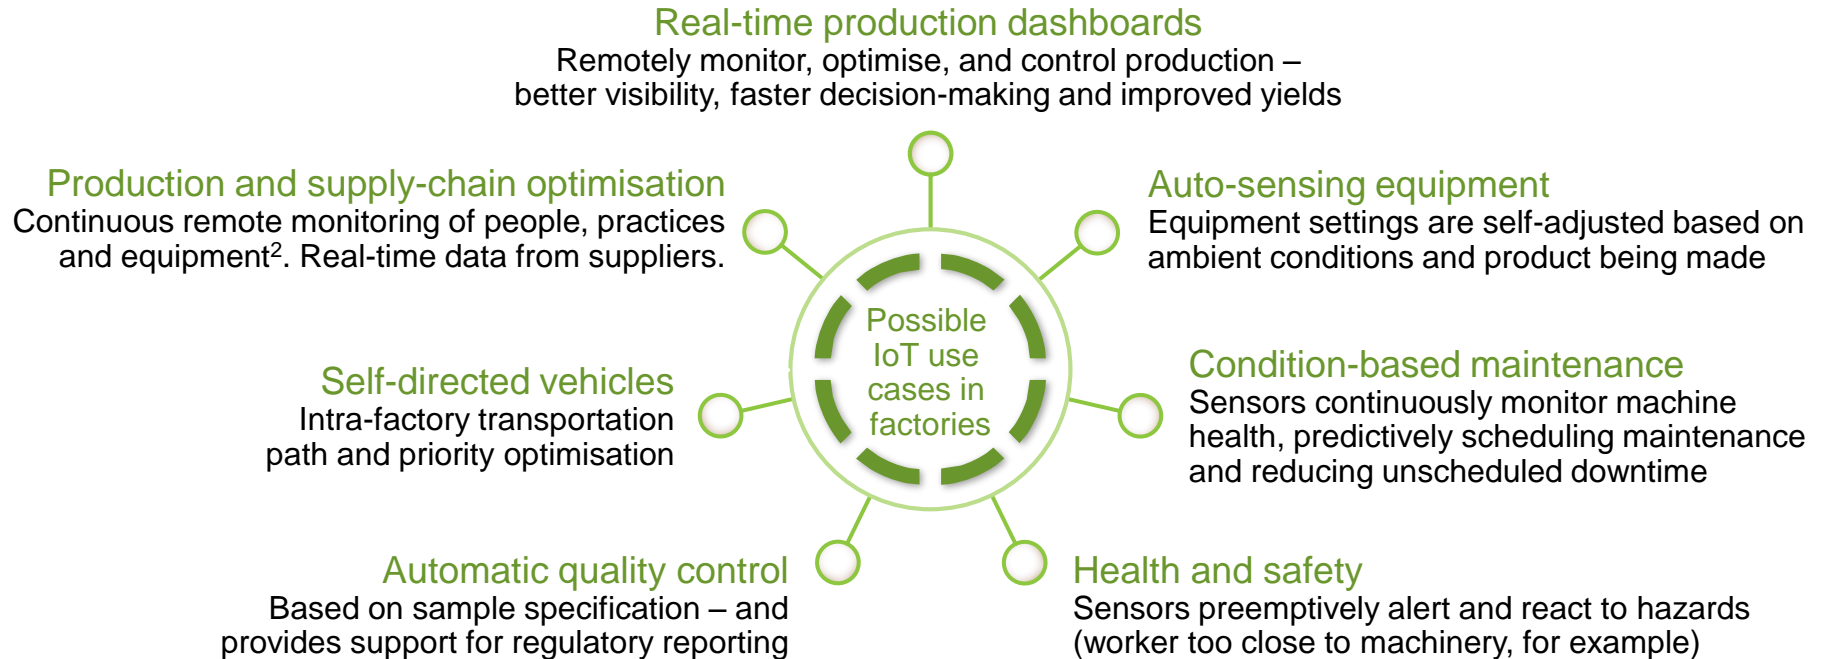 Real-time production dashboards
Remotely monitor, optimise, and control production –
better visibility, faster decision-making and improved yields
Production and supply-chain optimisation
Continuous remote monitoring of people, practices
and equipment². Real-time data from suppliers.
Auto-sensing equipment
Equipment settings are self-adjusted based on
ambient conditions and product being made
Possible
IoT use
cases in
factories
Self-directed vehicles
Intra-factory transportation
path and priority optimisation
Condition-based maintenance
Sensors continuously monitor machine
health, predictively scheduling maintenance
and reducing unscheduled downtime
Automatic quality control
Based on sample specification – and
provides support for regulatory reporting
Health and safety
Sensors preemptively alert and react to hazards
(worker too close to machinery, for example)